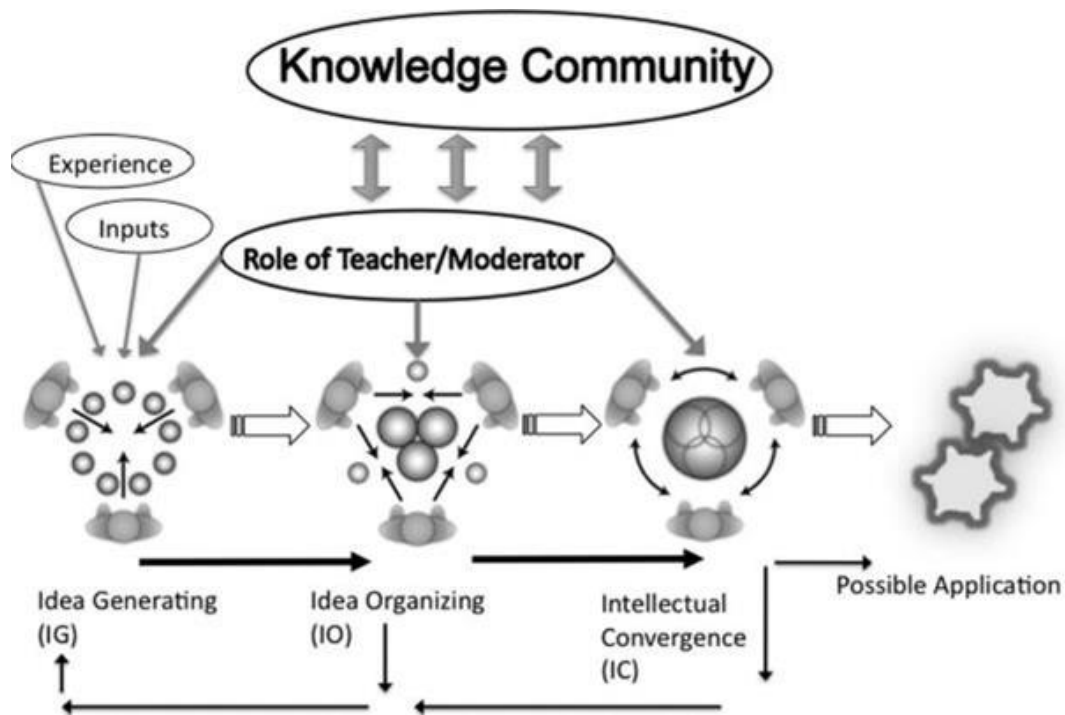 Knowledge Community
Experience
Inputs
Role of Teacher/Moderator
Idea Generating
(IG)
Idea Organizing
(IO)
Intellectual
Convergence
(IC)
Possible Application